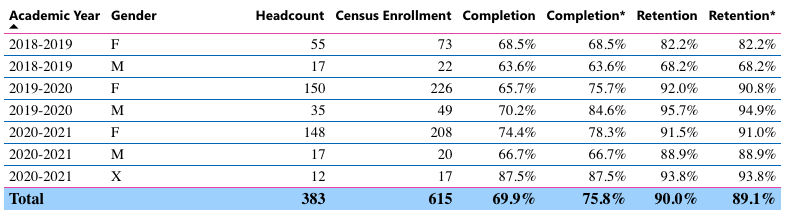 Academic Year Gender Headcount Census Enrollment Completion Completion* Retention Retention*
2018-2019 F 55 73 68.5% 68.5% 82.2% 82.2%
2018-2019 M 17 22 63.6% 63.6% 68.2% 68.2%
2019-2020 F 150 226 65.7% 75.7% 92.0% 90.8%
2019-2020 M 35 49 70.2% 84.6% 95.7% 94.9%
2020-2021 F 148 208 74.4% 78.3% 91.5% 91.0%
2020-2021 M 17 20 66.7% 66.7% 88.9% 88.9%
2020-2021 X 12 17 87.5% 87.5% 93.8% 93.8%
Total 383 615 69.9% 75.8% 90.0% 89.1%